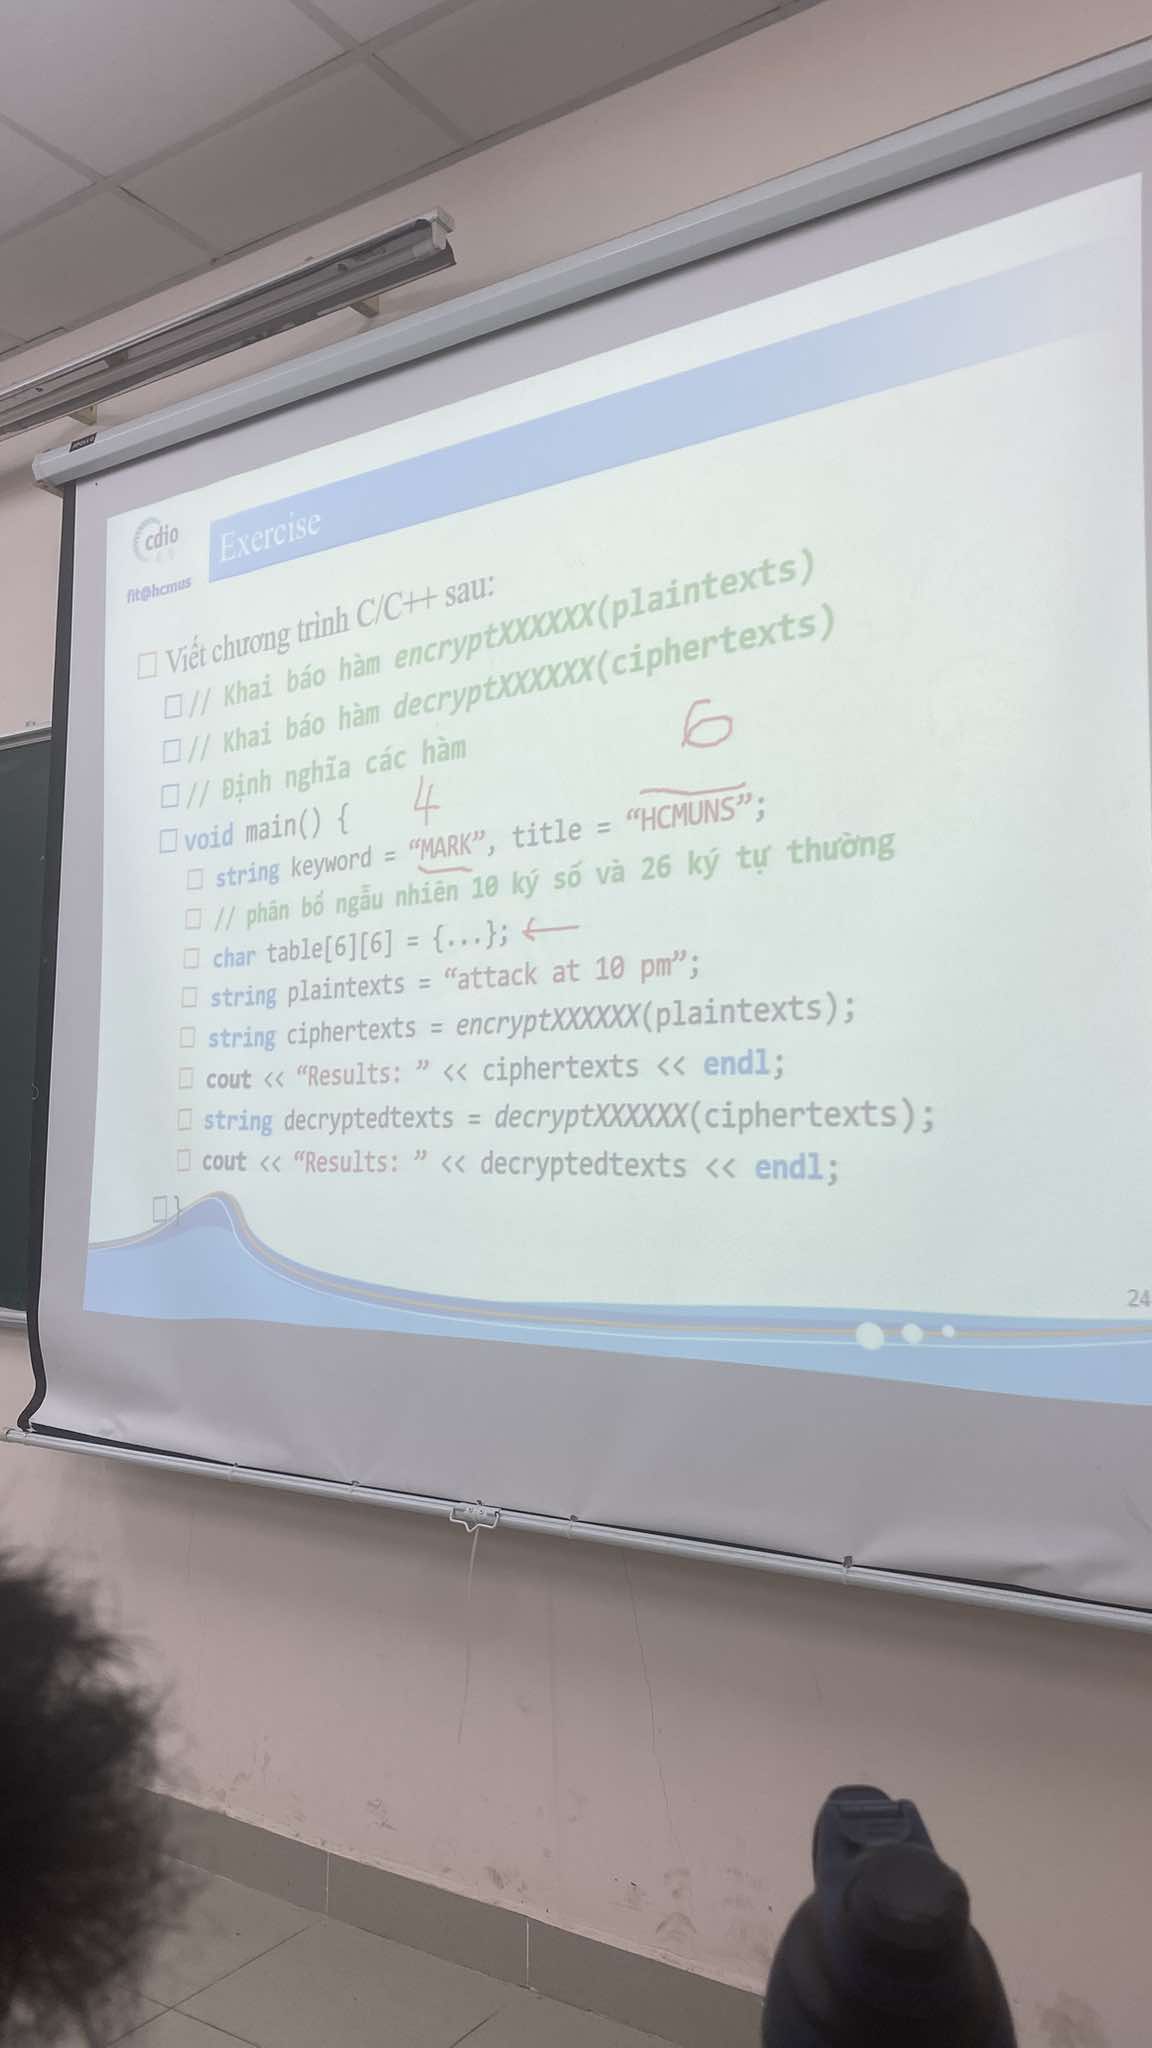 cdio
fit@hcmus
Exercise
Viết chương trình C/C++ sau:
// Khai báo hàm encryptXXXXXX(plaintexts)
// Khai báo hàm decryptXXXXXX(ciphertexts)
// Định nghĩa các hàm
4
6
void main() {
string keyword = “MARK”, title = “HCMUNS”;
// phân bố ngẫu nhiên 10 ký số và 26 ký tự thường
char table[6][6] = {...}; ←
string plaintexts = “attack at 10 pm”;
string ciphertexts = encryptXXXXXX(plaintexts);
cout << “Results: ” << ciphertexts << endl;
string decryptedtexts = decryptXXXXXX(ciphertexts);
cout << “Results: ” << decryptedtexts << endl;
}
24